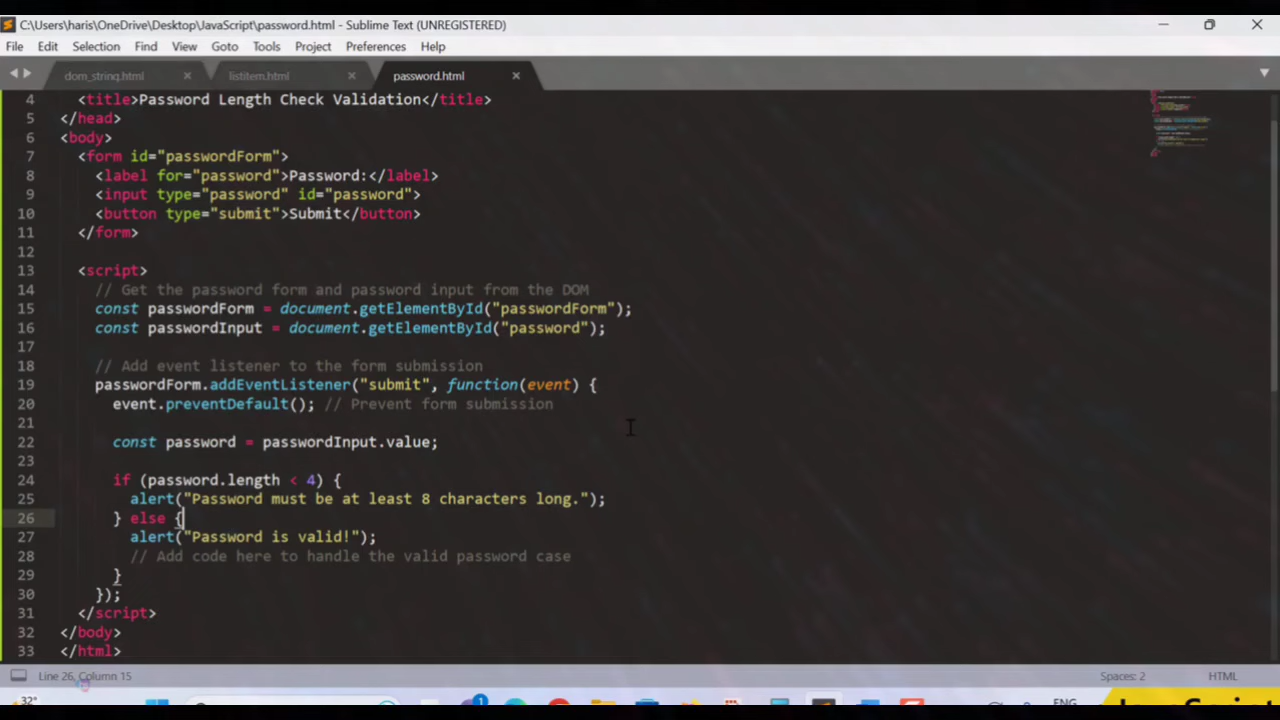 C:\Users\haris\OneDrive\Desktop\JavaScript\password.html - Sublime Text (UNREGISTERED)
File Edit Selection Find View Goto Tools Project Preferences Help
dom_string.html listitem.html password.html
4 <title>Password Length Check Validation</title>
5 </head>
6 <body>
7 <form id="passwordForm">
8 <label for="password">Password:</label>
9 <input type="password" id="password">
10 <button type="submit">Submit</button>
11 </form>
12
13 <script>
14 // Get the password form and password input from the DOM
15 const passwordForm = document.getElementById("passwordForm");
16 const passwordInput = document.getElementById("password");
17
18 // Add event listener to the form submission
19 passwordForm.addEventListener("submit", function(event) {
20 event.preventDefault(); // Prevent form submission
21
22 const password = passwordInput.value;
23
24 if (password.length < 4) {
25 alert("Password must be at least 8 characters long.");
26 } else {
27 alert("Password is valid!");
28 // Add code here to handle the valid password case
29 }
30 });
31 </script>
32 </body>
33 </html>
Line 26, Column 15 Spaces: 2 HTML
32° 1 ENG